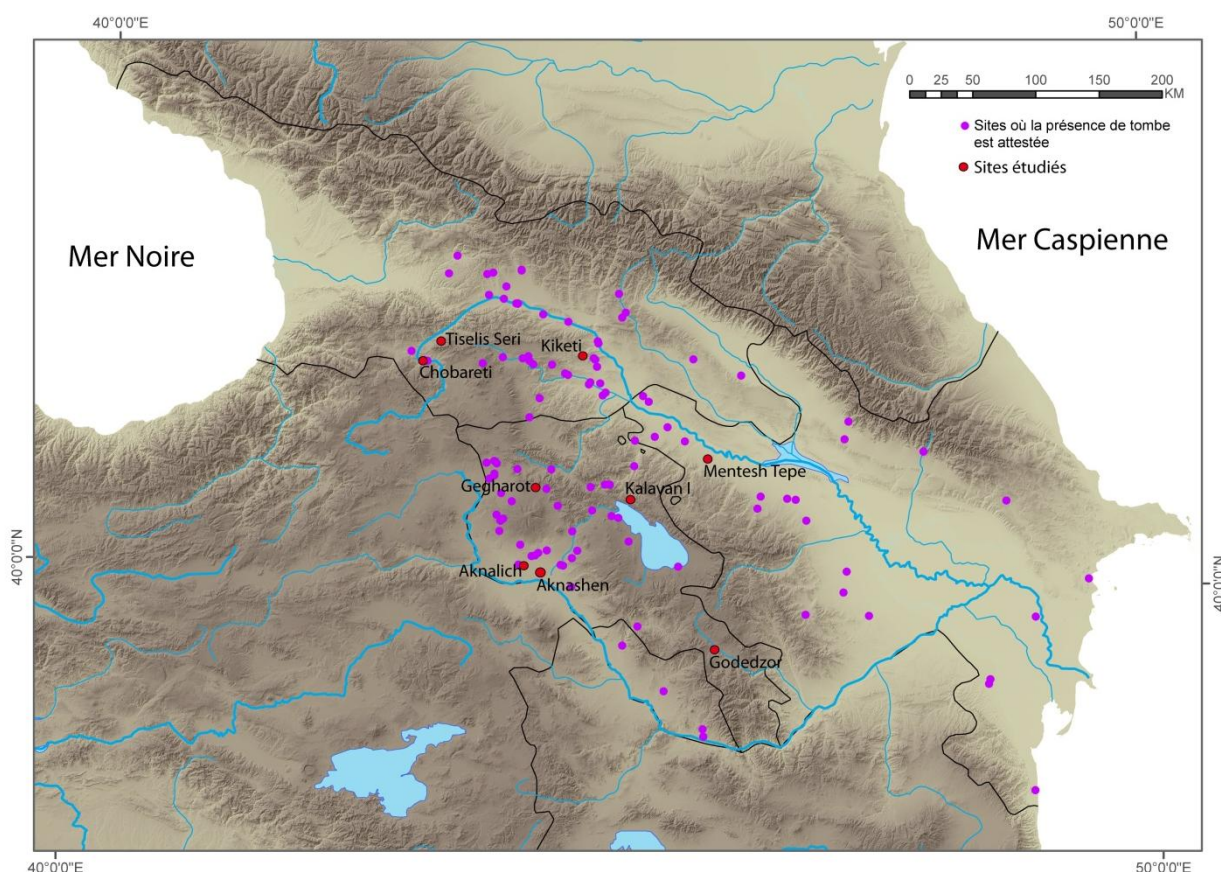 40°0'0"E
50°0'0"E
0 25 50 100 150 200
KM
Sites où la présence de tombe
est attestée
Sites étudiés
Mer Noire
Mer Caspienne
Tiselis Seri
Kiketi
Chobareti
Mentesh Tepe
Gegharot
Kalavan I
40°0'0"N
Aknalich
Aknashen
40°0'0"N
Godedzor
40°0'0"E
50°0'0"E